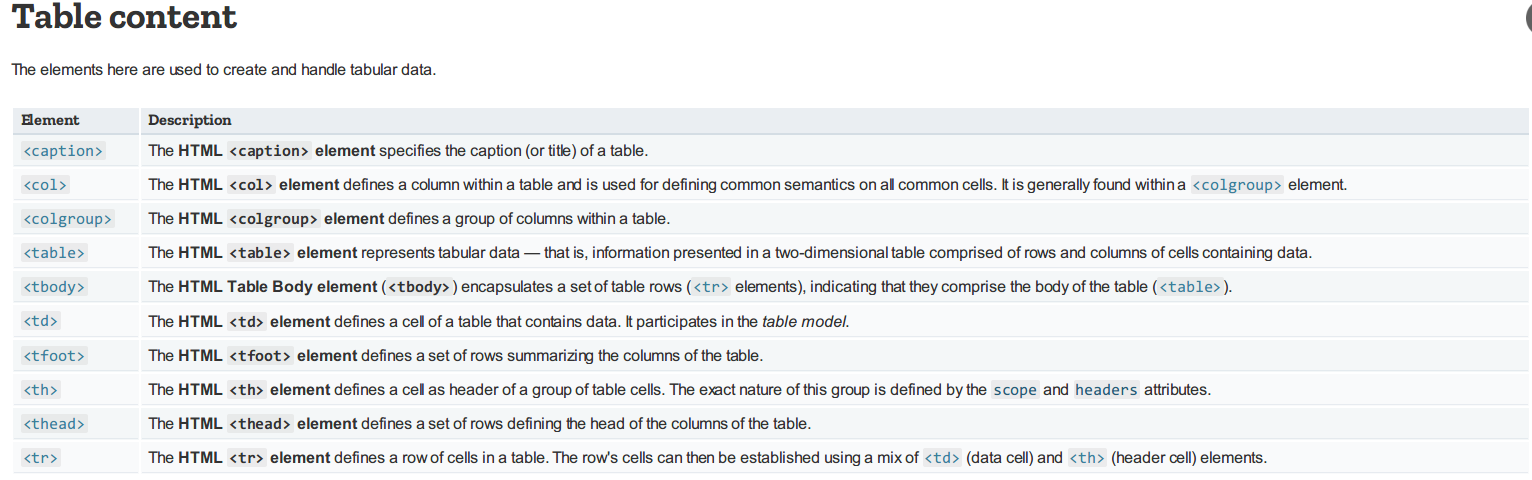 Table content
The elements here are used to create and handle tabular data.
Element Description
<caption> The HTML <caption> element specifies the caption (or title) of a table.
<col> The HTML <col> element defines a column within a table and is used for defining common semantics on all common cells. It is generally found within a <colgroup> element.
<colgroup> The HTML <colgroup> element defines a group of columns within a table.
<table> The HTML <table> element represents tabular data — that is, information presented in a two-dimensional table comprised of rows and columns of cells containing data.
<tbody> The HTML Table Body element (<tbody>) encapsulates a set of table rows (<tr> elements), indicating that they comprise the body of the table (<table>).
<td> The HTML <td> element defines a cell of a table that contains data. It participates in the table model.
<tfoot> The HTML <tfoot> element defines a set of rows summarizing the columns of the table.
<th> The HTML <th> element defines a cell as header of a group of table cells. The exact nature of this group is defined by the scope and headers attributes.
<thead> The HTML <thead> element defines a set of rows defining the head of the columns of the table.
<tr> The HTML <tr> element defines a row of cells in a table. The row's cells can then be established using a mix of <td> (data cell) and <th> (header cell) elements.